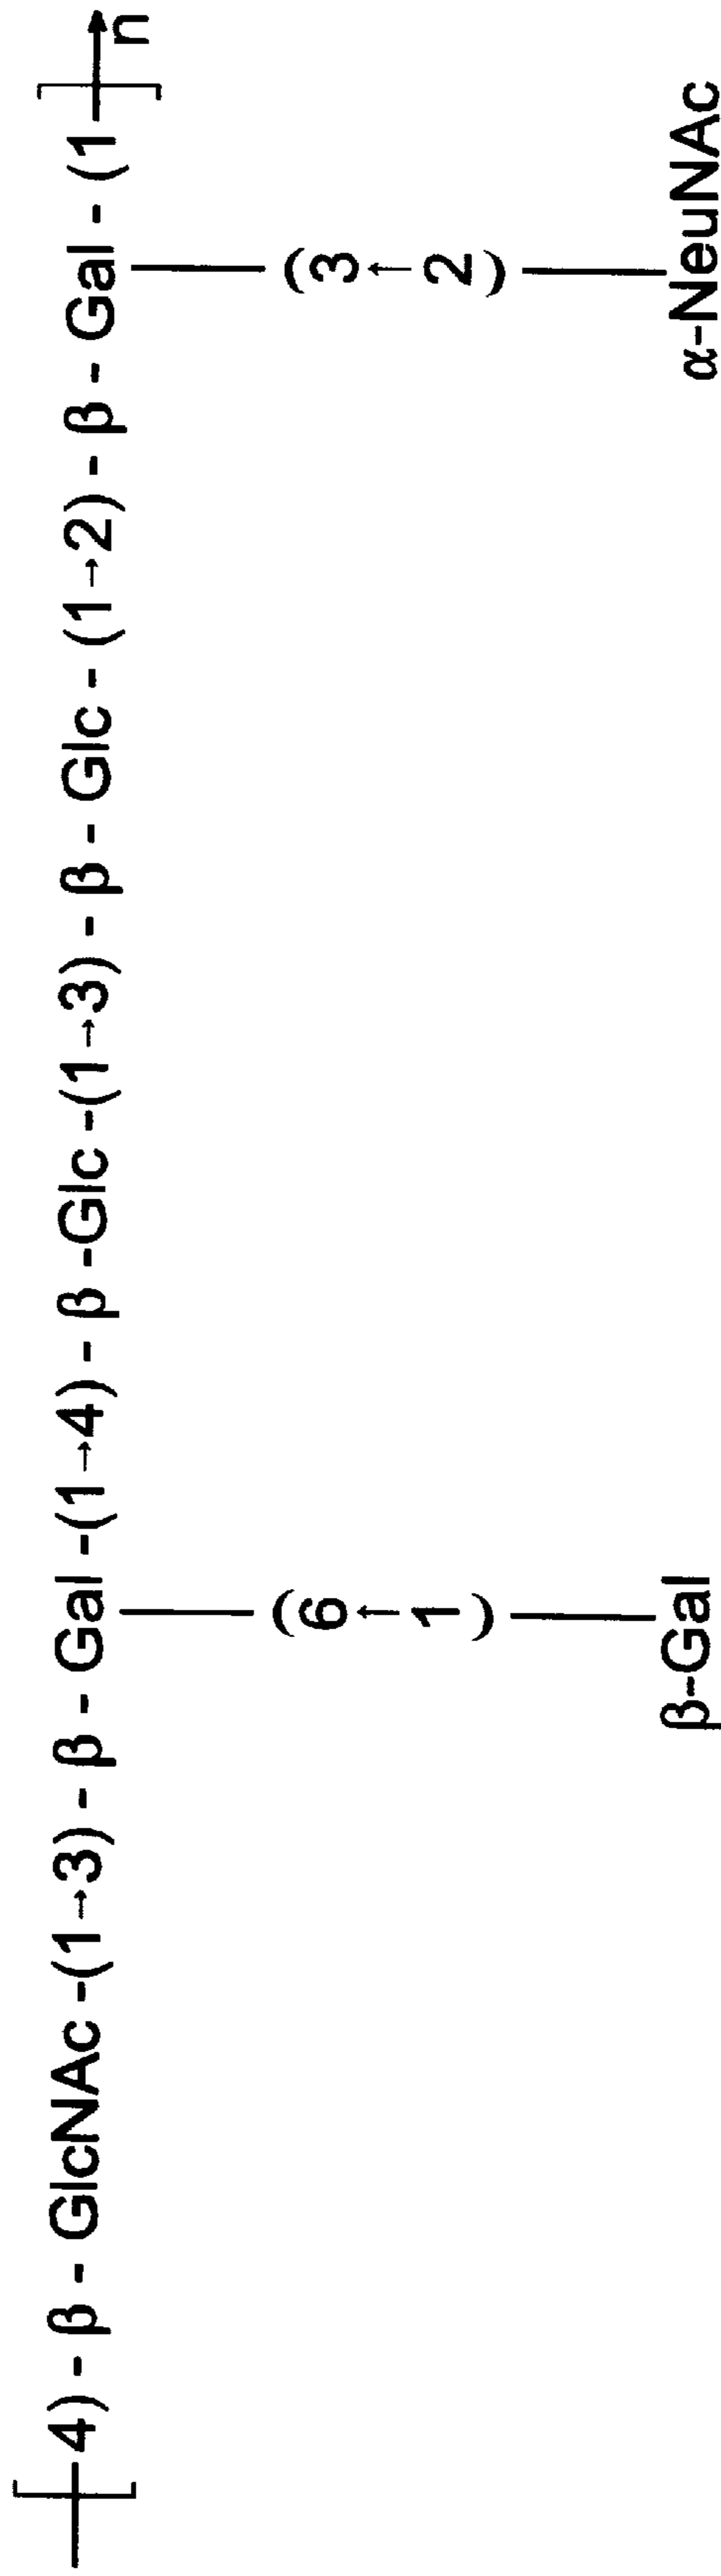 [4) - β - GlcNAc -(1→3) - β - Gal -(1→4) - β -Glc -(1→3) - β - Glc - (1→2) - β - Gal - (1→]n
(6←1) (3←2)
β-Gal α-NeuNAc